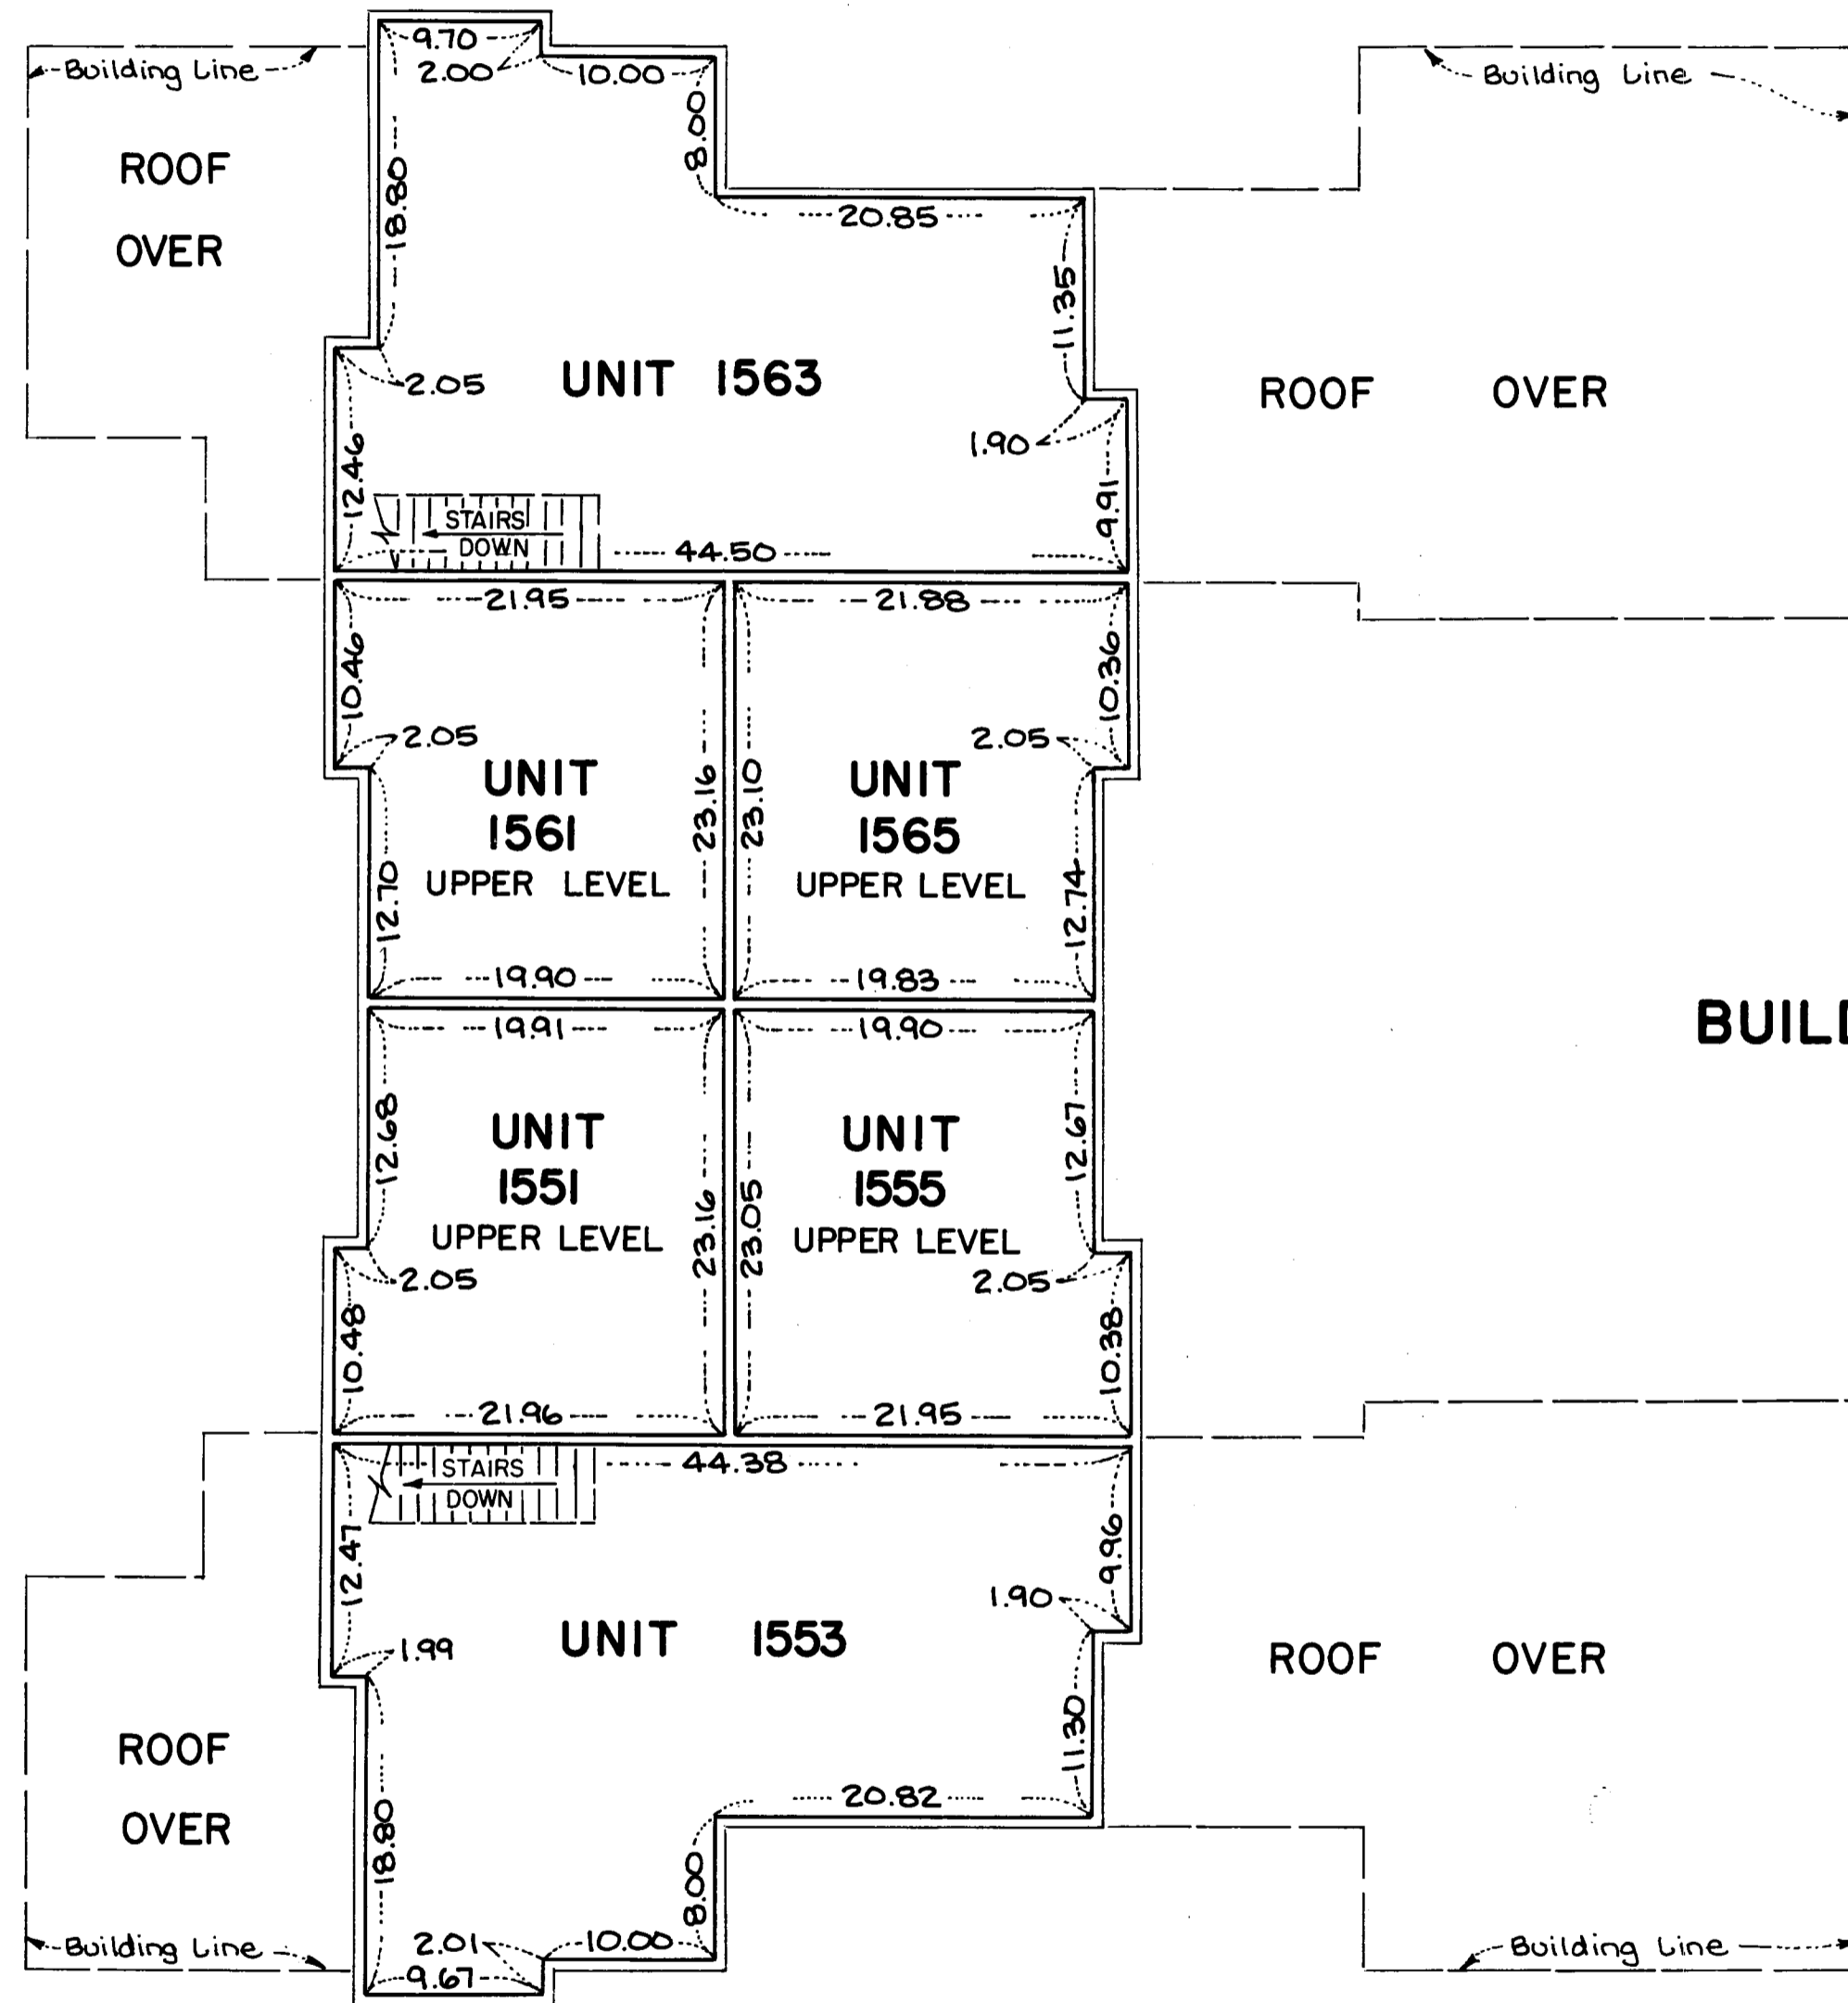 9.70
Building Line
2.00
10.00
Building Line
8.00
ROOF
OVER
18.80
20.85
11.35
2.05
UNIT 1563
ROOF OVER
1.90
12.46
9.91
STAIRS
DOWN
44.50
21.95
21.88
10.46
10.36
2.05
2.05
UNIT
1561
UPPER LEVEL
23.16
23.10
UNIT
1565
UPPER LEVEL
12.70
12.74
19.90
19.83
19.91
19.90
BUILD
12.68
12.67
UNIT
1551
UPPER LEVEL
23.16
23.05
UNIT
1555
UPPER LEVEL
2.05
2.05
10.48
10.38
21.96
21.95
STAIRS
DOWN
44.38
12.47
9.96
1.90
1.99
UNIT 1553
ROOF OVER
11.30
ROOF
OVER
20.82
18.80
8.00
Building Line
2.01
10.00
Building Line
9.67